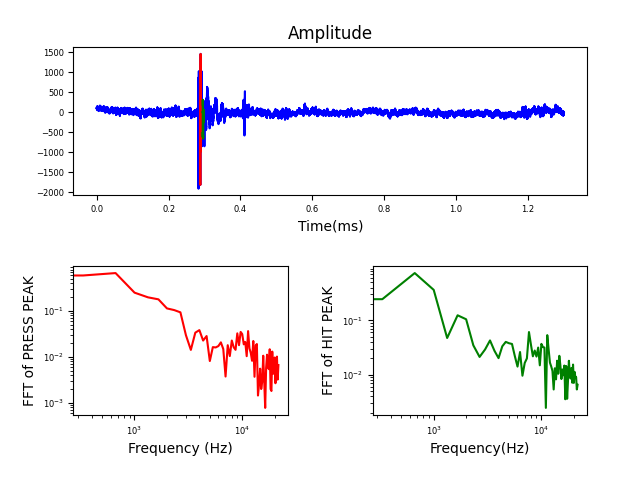 Amplitude
1500
1000
500
0
−500
−1000
−1500
−2000
0.0 0.2 0.4 0.6 0.8 1.0 1.2
Time(ms)
FFT of PRESS PEAK
10⁻¹
10⁻²
10⁻³
10³ 10⁴
Frequency (Hz)
FFT of HIT PEAK
10⁻¹
10⁻²
10³ 10⁴
Frequency(Hz)